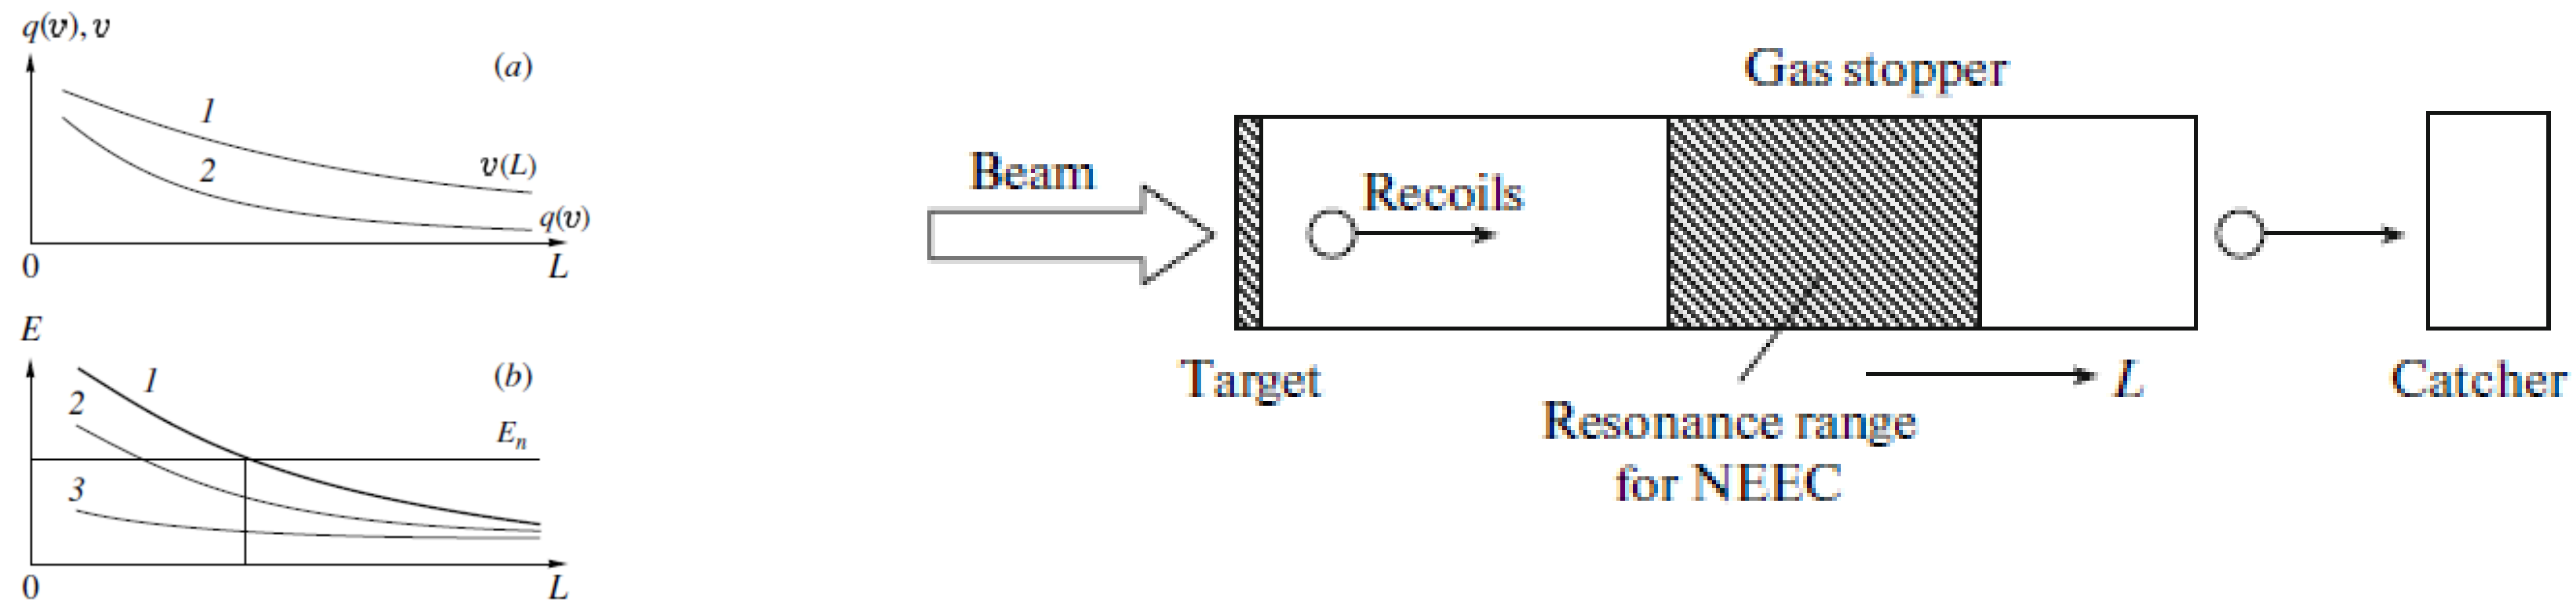 q(v), v
(a)
1
2
v(L)
q(v)
0
L
E
(b)
1
2
E_n
3
0
L
Gas stopper
Beam
Recoils
Target
L
Catcher
Resonance range
for NEEC